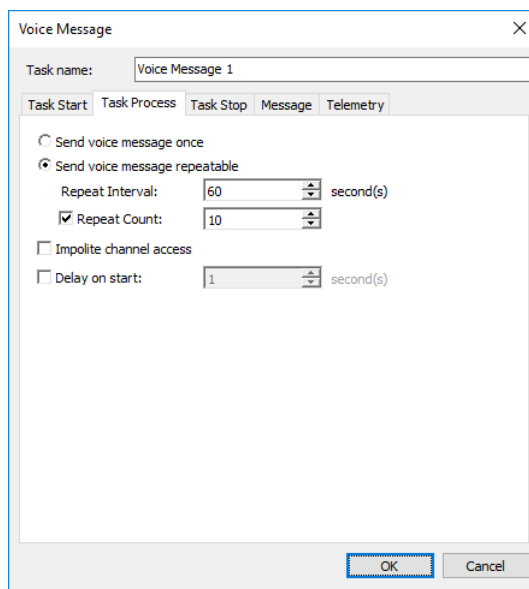 Voice Message
Task name: Voice Message 1
Task Start Task Process Task Stop Message Telemetry
Send voice message once
Send voice message repeatable
Repeat Interval: 60 second(s)
Repeat Count: 10
Impolite channel access
Delay on start: 1 second(s)
OK Cancel